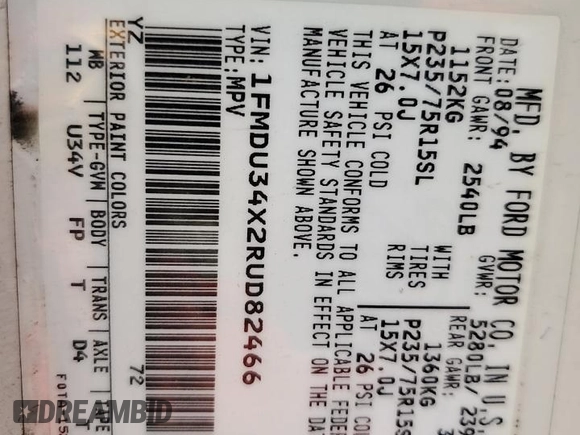 MFD. BY FORD MOTOR CO. IN U.S.
DATE: 08/94 GVWR: 5280LB/ 239
FRONT GAWR: 2540LB REAR GAWR:
1152KG WITH 1360KG
P235/75R15SL TIRES P235/75R15S
15X7.0J RIMS 15X7.0J
AT 26 PSI COLD AT 26 PSI CO
THIS VEHICLE CONFORMS TO ALL APPLICABLE FEDER
VEHICLE SAFETY STANDARDS IN EFFECT ON THE DA
MANUFACTURE SHOWN ABOVE.
VIN: 1FMDU34X2RUD82466
TYPE: MPV
YZ 72
EXTERIOR PAINT COLORS
WB TYPE-GVW BODY TRANS AXLE
112 U34V FP T D4
DREAMBID